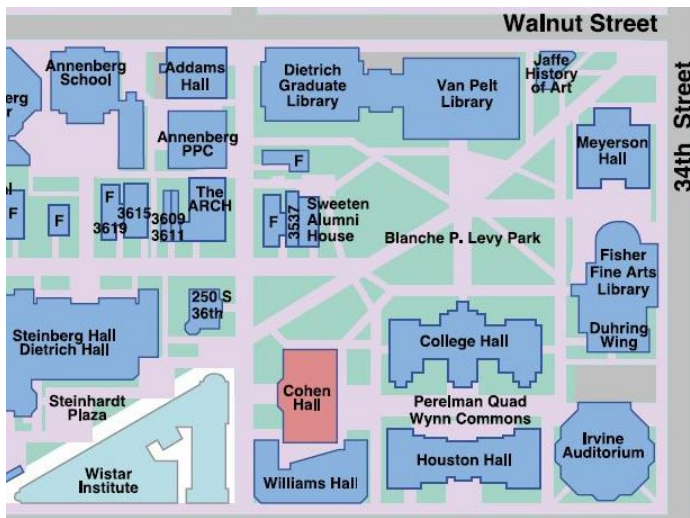 Walnut Street
34th Street
Annenberg
School
Addams
Hall
Dietrich
Graduate
Library
Van Pelt
Library
Jaffe
History
of Art
erg
r
Annenberg
PPC
Meyerson
Hall
F
F
F
F
3619
3615
3609
3611
The
ARCH
F
3537
Sweeten
Alumni
House
Blanche P. Levy Park
Fisher
Fine Arts
Library
Duhring
Wing
250 S
36th
Steinberg Hall
Dietrich Hall
College Hall
Steinhardt
Plaza
Cohen
Hall
Perelman Quad
Wynn Commons
Irvine
Auditorium
Wistar
Institute
Williams Hall
Houston Hall